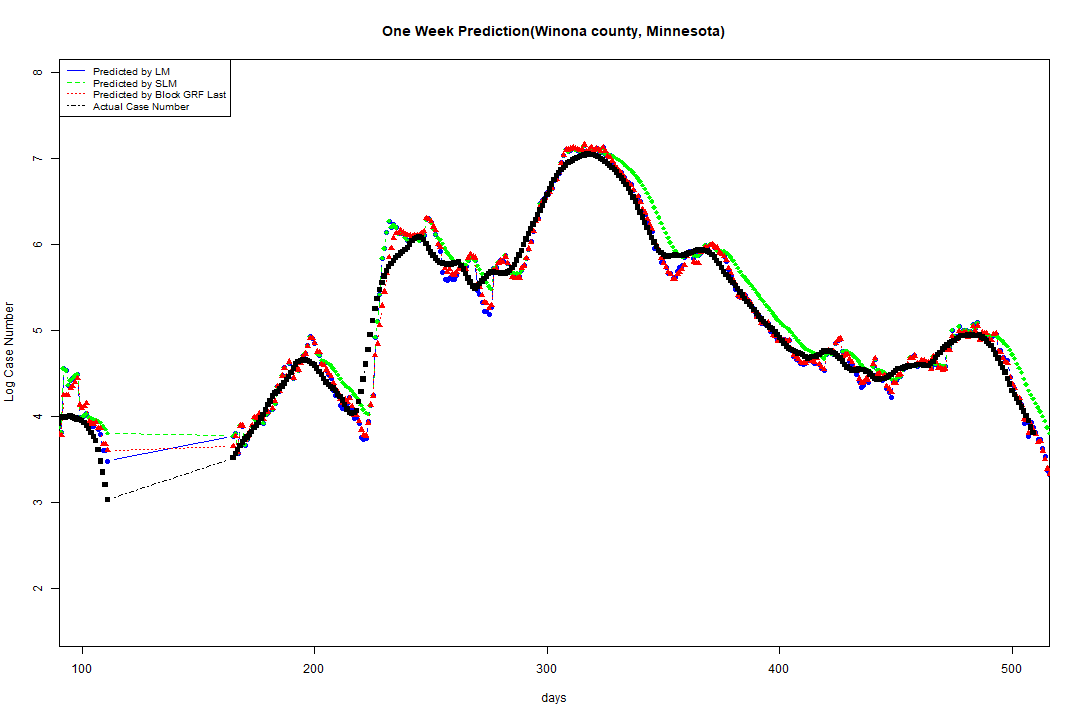 One Week Prediction(Winona county, Minnesota)
Predicted by LM
Predicted by SLM
Predicted by Block GRF Last
Actual Case Number
8
7
6
5
4
3
2
Log Case Number
100 200 300 400 500
days